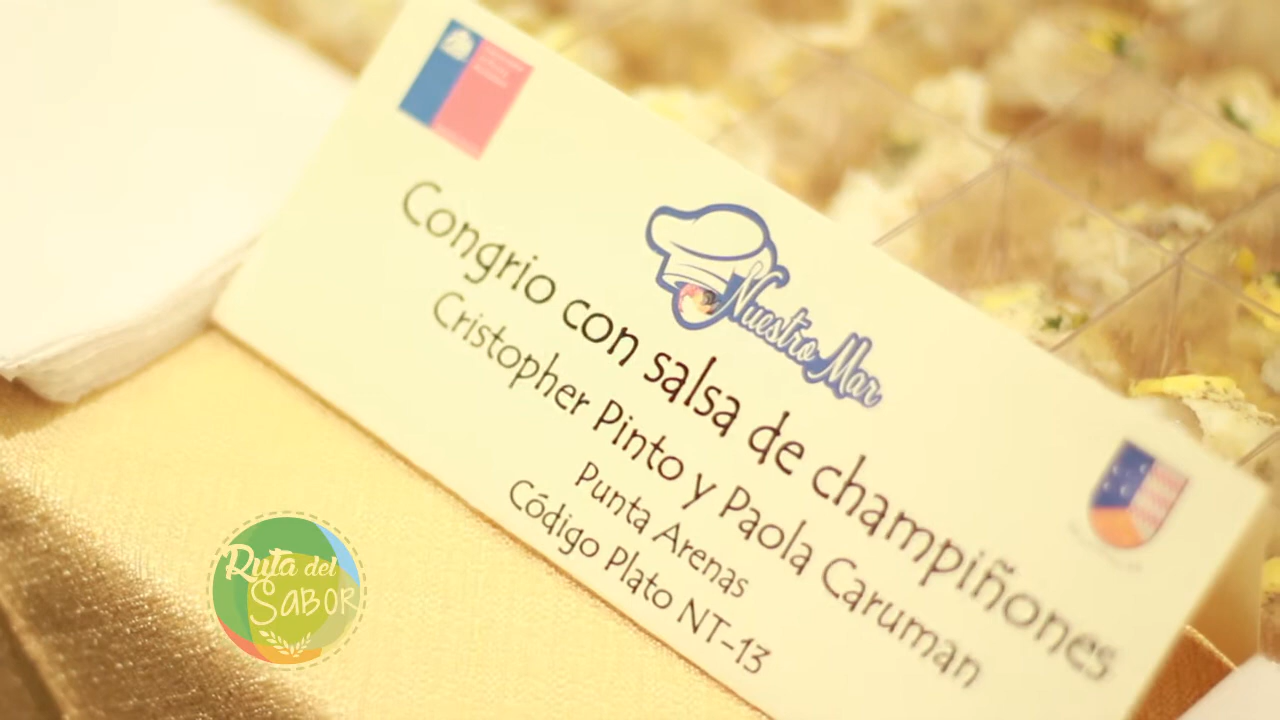 Nuestro Mar
Congrio con salsa de champiñones
Cristopher Pinto y Paola Caruman
Punta Arenas
Código Plato NT-13
Ruta del
SABOR